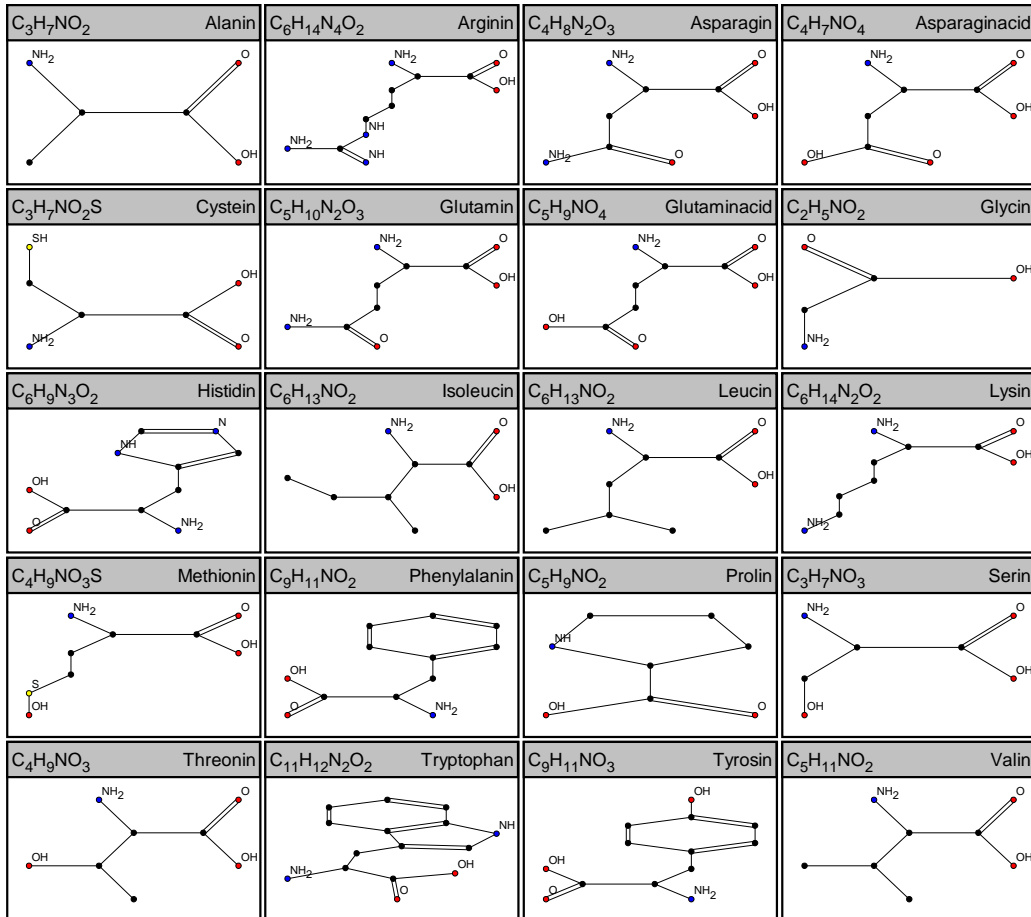 C3H7NO2 Alanin
NH2
O
OH
C6H14N4O2 Arginin
NH2
O
OH
NH
NH2
NH
C4H8N2O3 Asparagin
NH2
O
OH
NH2
O
C4H7NO4 Asparaginacid
NH2
O
OH
OH
O
C3H7NO2S Cystein
SH
OH
NH2
O
C5H10N2O3 Glutamin
NH2
O
OH
NH2
O
C5H9NO4 Glutaminacid
NH2
O
OH
OH
O
C2H5NO2 Glycin
O
OH
NH2
C6H9N3O2 Histidin
N
NH
OH
O
NH2
C6H13NO2 Isoleucin
NH2
O
OH
C6H13NO2 Leucin
NH2
O
OH
C6H14N2O2 Lysin
NH2
O
OH
NH2
C4H9NO3S Methionin
NH2
O
OH
S
OH
C9H11NO2 Phenylalanin
OH
O
NH2
C5H9NO2 Prolin
NH
OH
O
C3H7NO3 Serin
NH2
O
OH
OH
C4H9NO3 Threonin
NH2
O
OH
OH
C11H12N2O2 Tryptophan
NH
NH2
OH
O
C9H11NO3 Tyrosin
OH
OH
O
NH2
C5H11NO2 Valin
NH2
O
OH